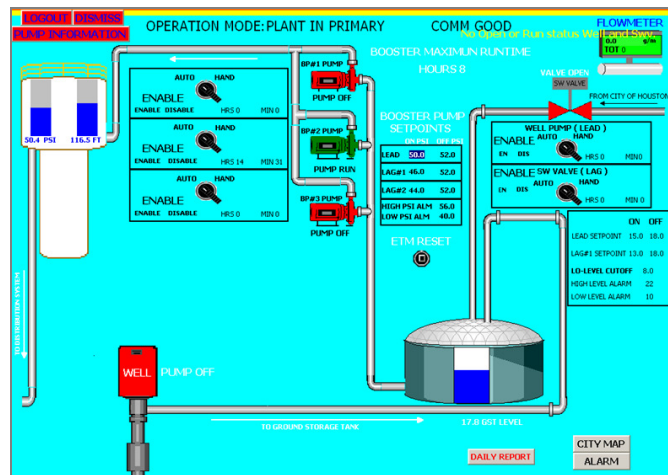 LOGOUT DISMISS
PUMP INFORMATION
OPERATION MODE:PLANT IN PRIMARY COMM GOOD
FLOWMETER
No Open or Run status Well and Swv
0.0 g/m
TOT 0
BOOSTER MAXIMUN RUNTIME
HOURS 8
VALVE OPEN
SW VALVE
FROM CITY OF HOUSTON
50.4 PSI 116.5 FT
AUTO HAND
ENABLE
ENABLE DISABLE HRS 0 MIN 0
AUTO HAND
ENABLE
ENABLE DISABLE HRS 14 MIN 31
AUTO HAND
ENABLE
ENABLE DISABLE HRS 0 MIN 0
BP#1 PUMP
PUMP OFF
BP#2 PUMP
PUMP RUN
BP#3 PUMP
PUMP OFF
BOOSTER PUMP
SETPOINTS
ON PSI OFF PSI
LEAD 50.0 52.0
LAG#1 46.0 52.0
LAG#2 44.0 52.0
HIGH PSI ALM 56.0
LOW PSI ALM 40.0
ETM RESET
WELL PUMP ( LEAD )
AUTO HAND
ENABLE
EN DIS HRS 0 MIN0
SW VALVE ( LAG )
ENABLE
AUTO HAND
EN DIS HRS 0 MIN 0
ON OFF
LEAD SETPOINT 15.0 18.0
LAG#1 SETPOINT 13.0 18.0
LO-LEVEL CUTOFF 8.0
HIGH LEVEL ALARM 22
LOW LEVEL ALARM 10
TO DISTRIBUTION SYSTEM
WELL PUMP OFF
TO GROUND STORAGE TANK
17.8 GST LEVEL
DAILY REPORT
CITY MAP
ALARM